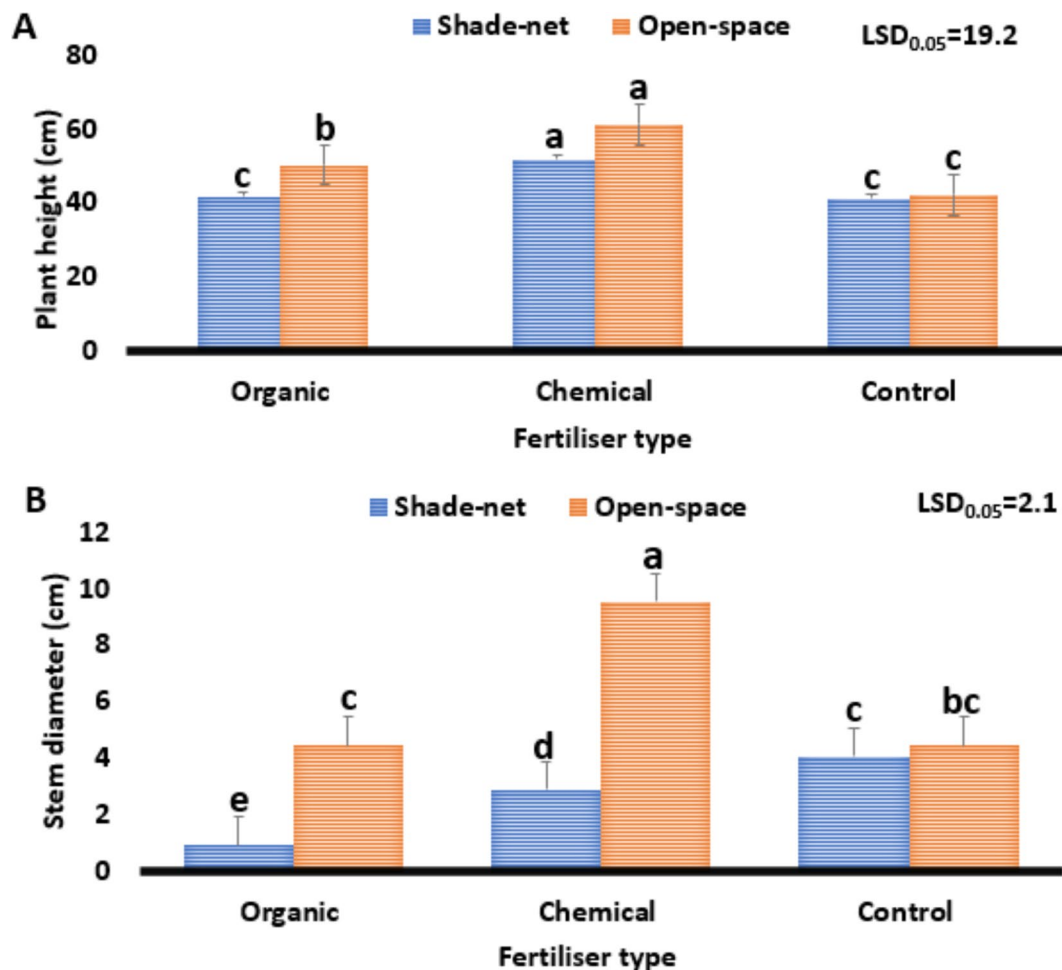 A
Shade-net Open-space LSD0.05=19.2
Plant height (cm)
80
60
40
20
0
c b a a c c
Organic Chemical Control
Fertiliser type
B
Shade-net Open-space LSD0.05=2.1
Stem diameter (cm)
12
10
8
6
4
2
0
e c d a c bc
Organic Chemical Control
Fertiliser type